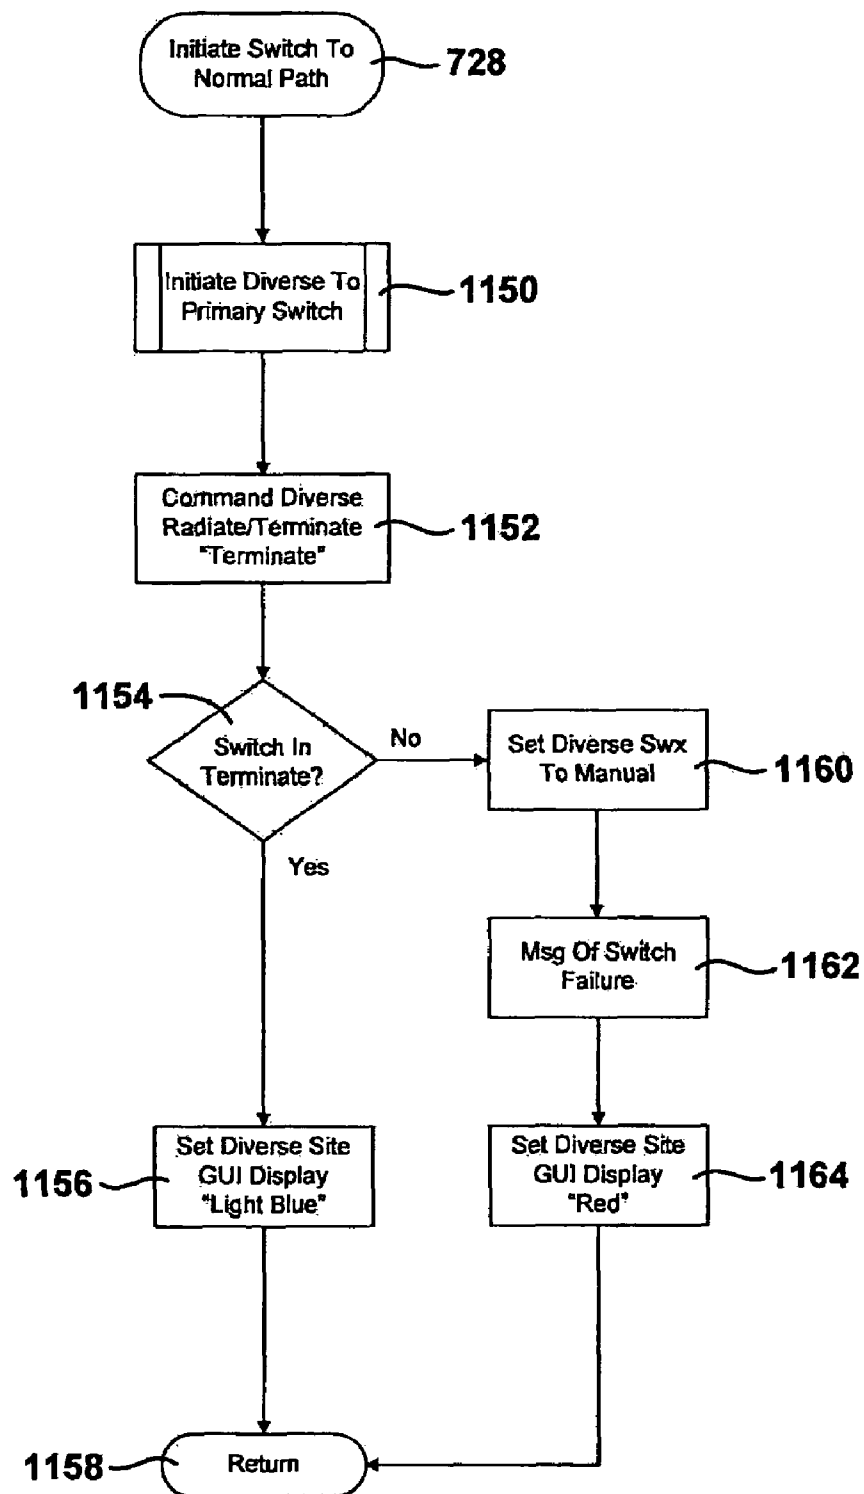 Initiate Switch To
Normal Path
728
Initiate Diverse To
Primary Switch
1150
Command Diverse
Radiate/Terminate
"Terminate"
1152
1154
Switch In
Terminate?
No
Yes
Set Diverse Swx
To Manual
1160
Msg Of Switch
Failure
1162
Set Diverse Site
GUI Display
"Light Blue"
1156
Set Diverse Site
GUI Display
"Red"
1164
1158
Return